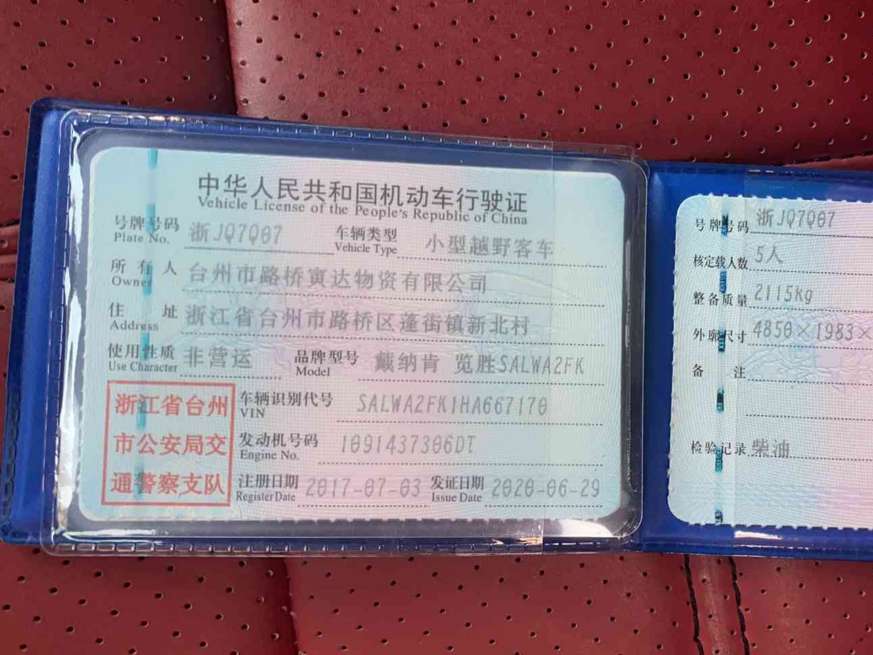 中华人民共和国机动车行驶证
Vehicle License of the People's Republic of China
号牌号码 浙JQ7Q07 车辆类型 小型越野客车
Plate No. Vehicle Type
所有人 台州市路桥寅达物资有限公司
Owner
住址 浙江省台州市路桥区蓬街镇新北村
Address
使用性质 非营运 品牌型号 戴纳肯 览胜SALWA2FK
Use Character Model
浙江省台州
市公安局交
通警察支队
车辆识别代号 SALWA2FK1HA667170
VIN
发动机号码 1091437306DT
Engine No.
注册日期 2017-07-03 发证日期 2020-06-29
Register Date Issue Date
号牌号码 浙JQ7Q07
核定载人数 5人
整备质量 2115kg
外廓尺寸 4850×1983×
备注
检验记录 柴油